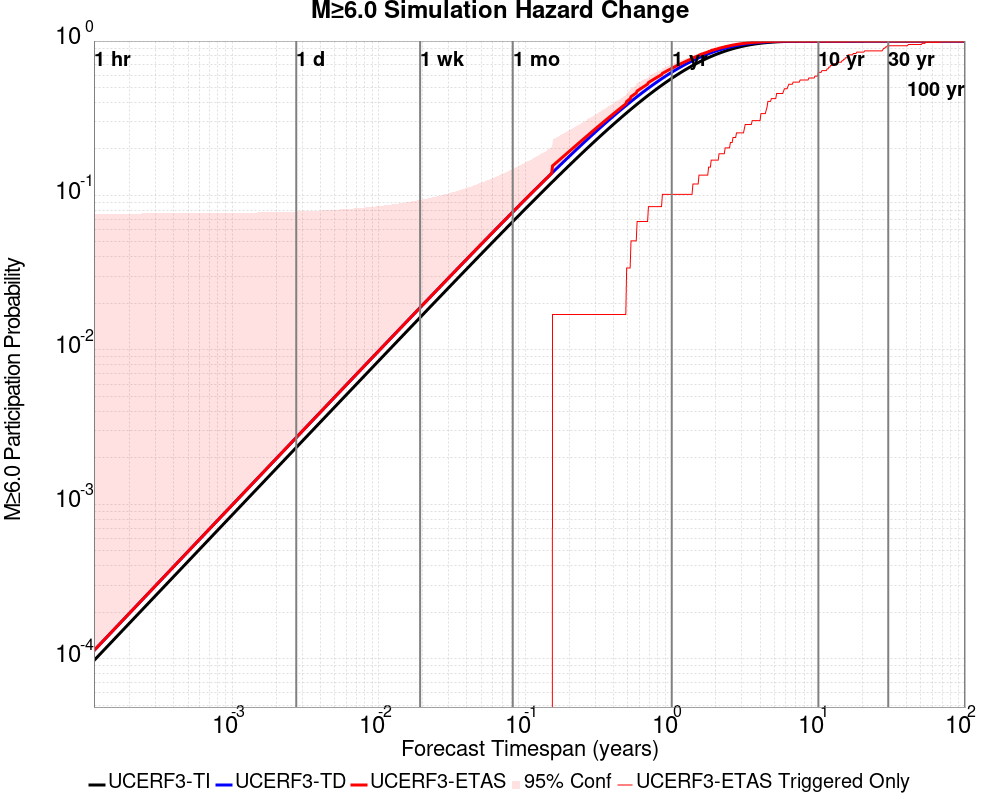 M≥6.0 Simulation Hazard Change
10^0
1 hr
1 d
1 wk
1 mo
1 yr
10 yr
30 yr
100 yr
10^-1
M≥6.0 Participation Probability
10^-2
10^-3
10^-4
10^-3
10^-2
10^-1
10^0
10^1
10^2
Forecast Timespan (years)
UCERF3-TI UCERF3-TD UCERF3-ETAS 95% Conf UCERF3-ETAS Triggered Only